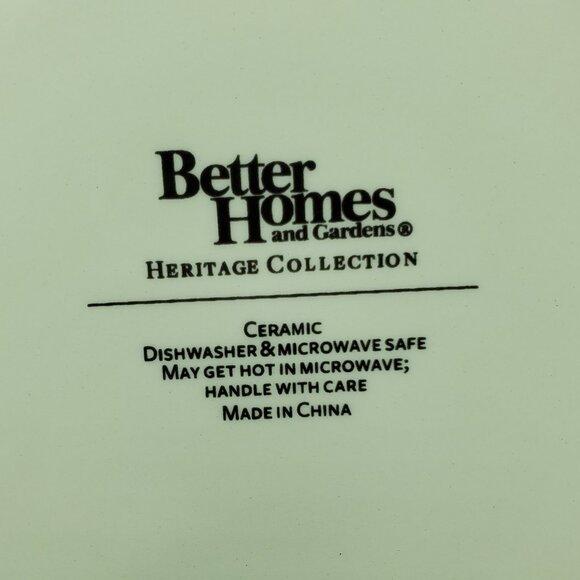 Better
Homes
and Gardens®
HERITAGE COLLECTION
CERAMIC
DISHWASHER & MICROWAVE SAFE
MAY GET HOT IN MICROWAVE;
HANDLE WITH CARE
MADE IN CHINA